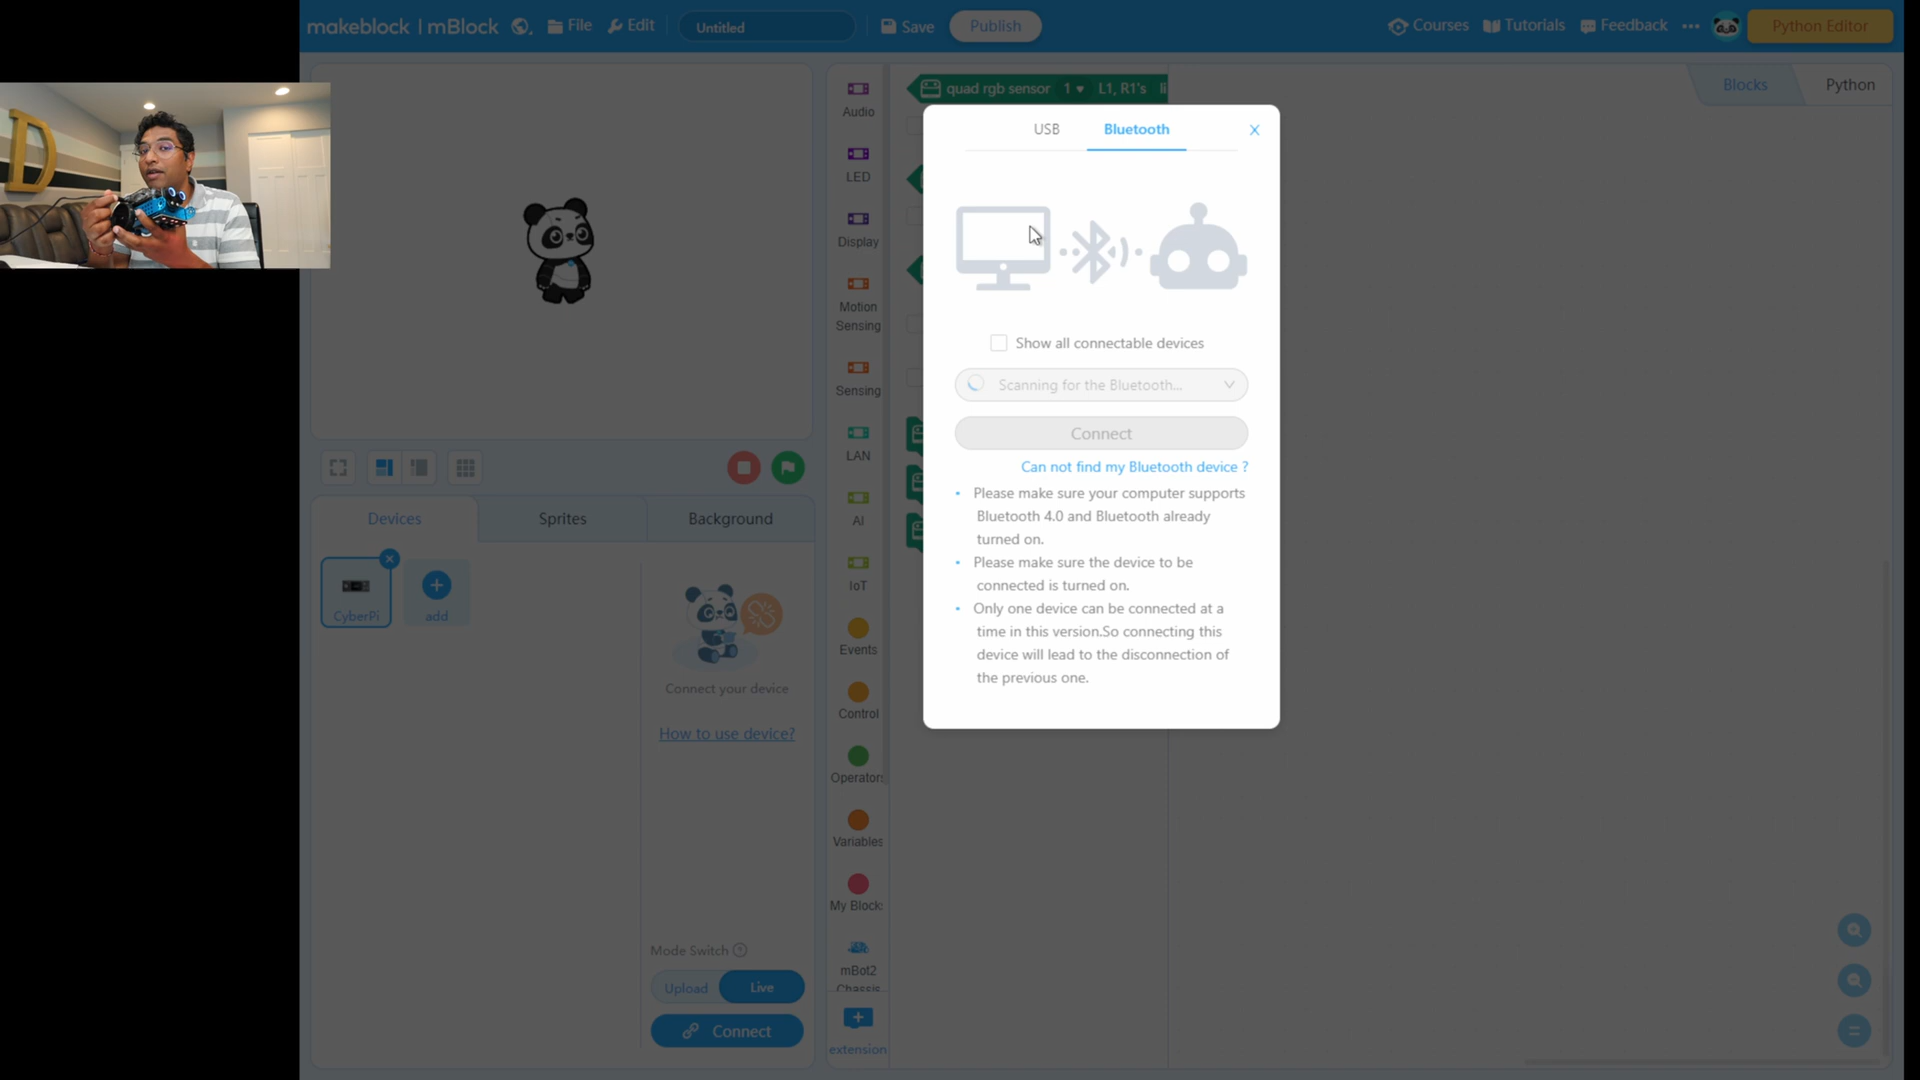 makeblock | mBlock
File
Edit
Untitled
Save
Publish
Courses
Tutorials
Feedback
Python Editor
D
Audio
LED
Display
Motion
Sensing
Sensing
LAN
AI
IoT
Events
Control
Operators
Variables
My Blocks
mBot2
Chassis
extension
quad rgb sensor 1 L1, R1's
Blocks
Python
USB
Bluetooth
X
Show all connectable devices
Scanning for the Bluetooth...
Connect
Can not find my Bluetooth device ?
• Please make sure your computer supports
Bluetooth 4.0 and Bluetooth already
turned on.
• Please make sure the device to be
connected is turned on.
• Only one device can be connected at a
time in this version.So connecting this
device will lead to the disconnection of
the previous one.
Devices
Sprites
Background
CyberPi
add
Connect your device
How to use device?
Mode Switch ?
Upload
Live
Connect